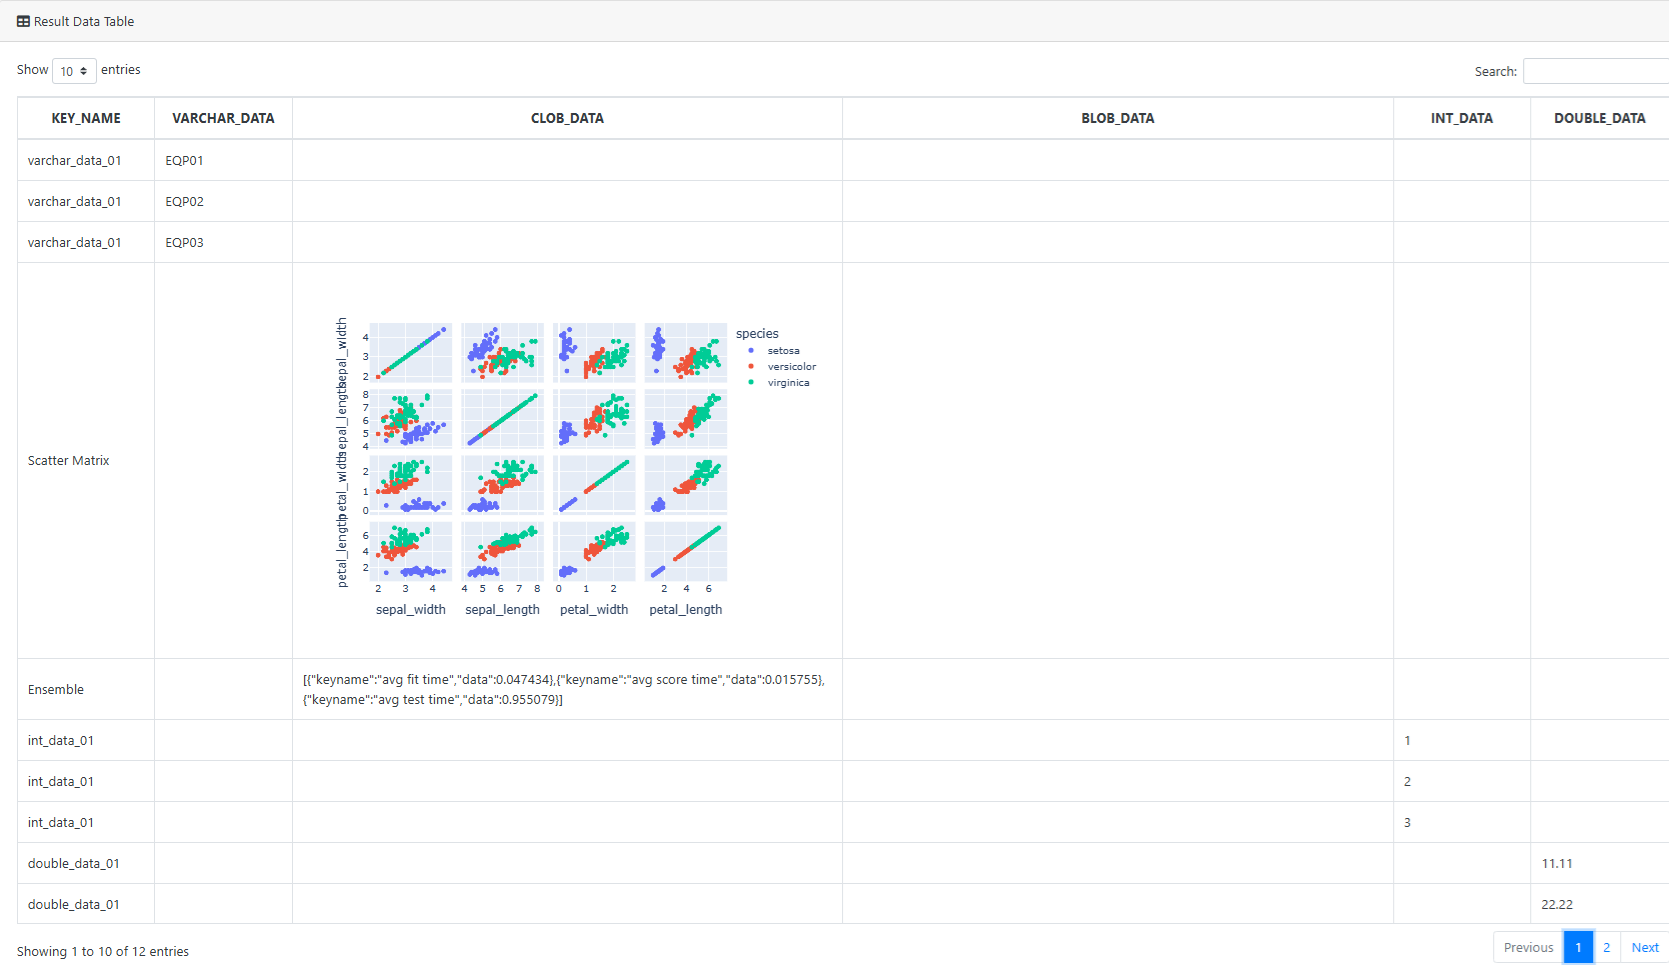 Result Data Table
Show 10 entries
Search:
KEY_NAME VARCHAR_DATA CLOB_DATA BLOB_DATA INT_DATA DOUBLE_DATA
varchar_data_01 EQP01
varchar_data_01 EQP02
varchar_data_01 EQP03
Scatter Matrix
sepal_width
4
3
2
sepal_length
8
7
6
5
4
petal_width
2
1
0
petal_length
6
4
2
2 3 4 4 5 6 7 8 0 1 2 2 4 6
sepal_width sepal_length petal_width petal_length
species
setosa
versicolor
virginica
Ensemble
[{"keyname":"avg fit time","data":0.047434},{"keyname":"avg score time","data":0.015755},
{"keyname":"avg test time","data":0.955079}]
int_data_01 1
int_data_01 2
int_data_01 3
double_data_01 11.11
double_data_01 22.22
Showing 1 to 10 of 12 entries
Previous 1 2 Next